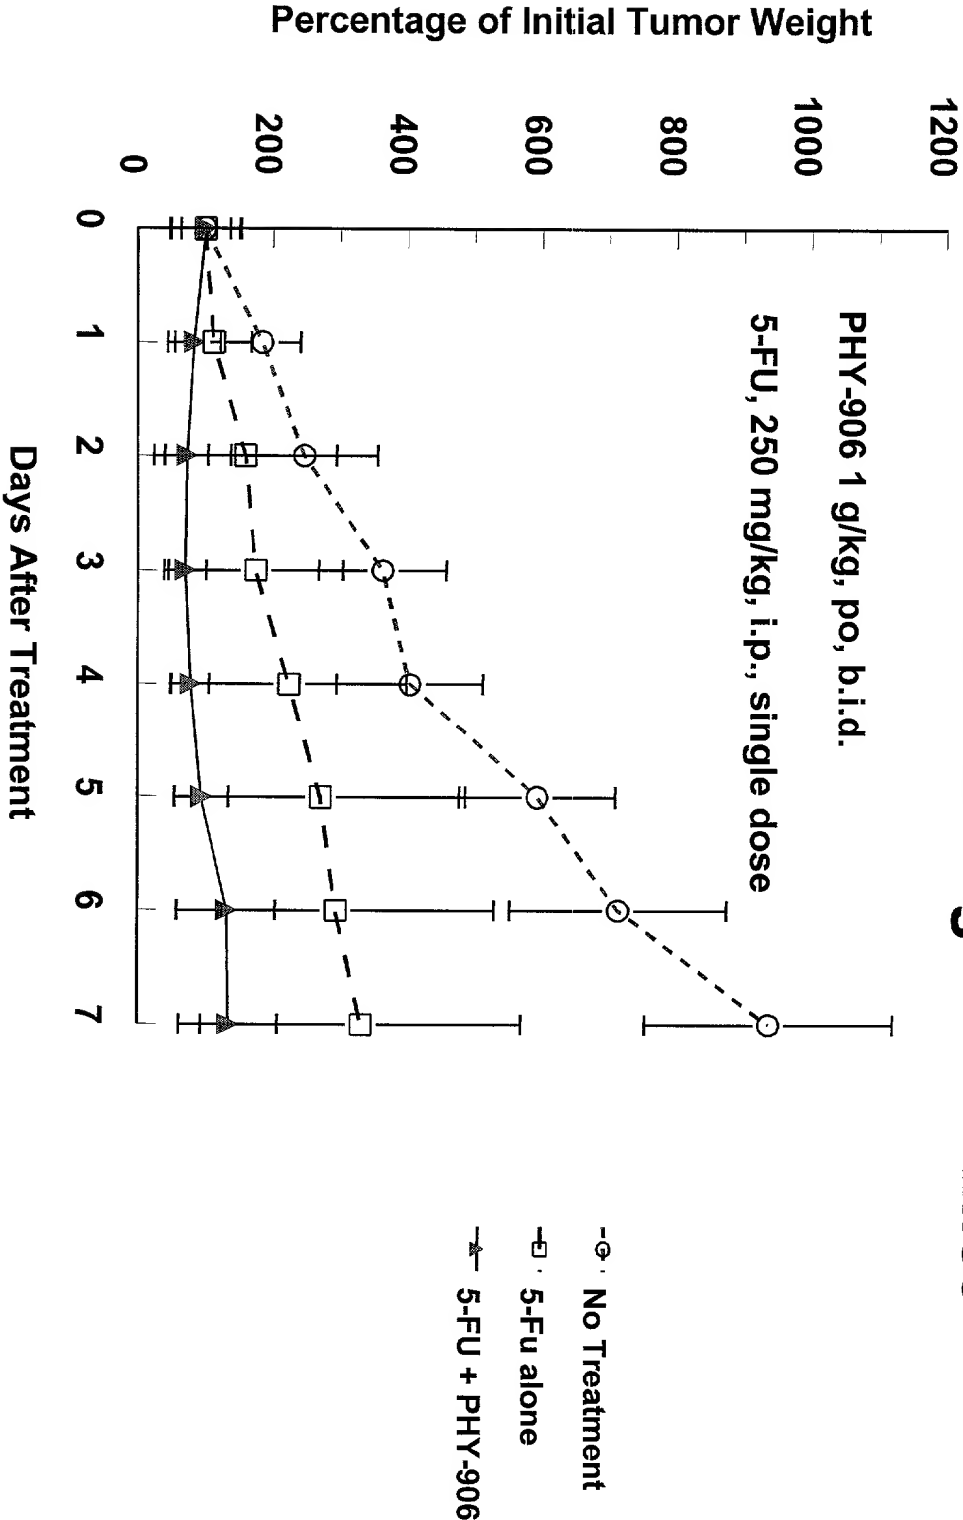 PHY-906 1 g/kg, po, b.i.d.
5-FU, 250 mg/kg, i.p., single dose
Percentage of Initial Tumor Weight
1200
1000
800
600
400
200
0
0 1 2 3 4 5 6 7
Days After Treatment
No Treatment
5-Fu alone
5-FU + PHY-906